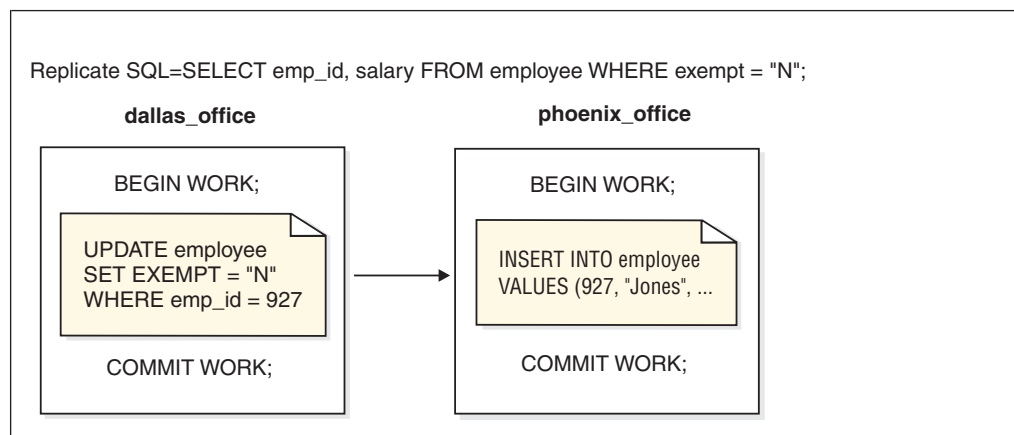 Replicate SQL=SELECT emp_id, salary FROM employee WHERE exempt = "N";
dallas_office
BEGIN WORK;
UPDATE employee
SET EXEMPT = "N"
WHERE emp_id = 927
COMMIT WORK;
phoenix_office
BEGIN WORK;
INSERT INTO employee
VALUES (927, "Jones", ...
COMMIT WORK;